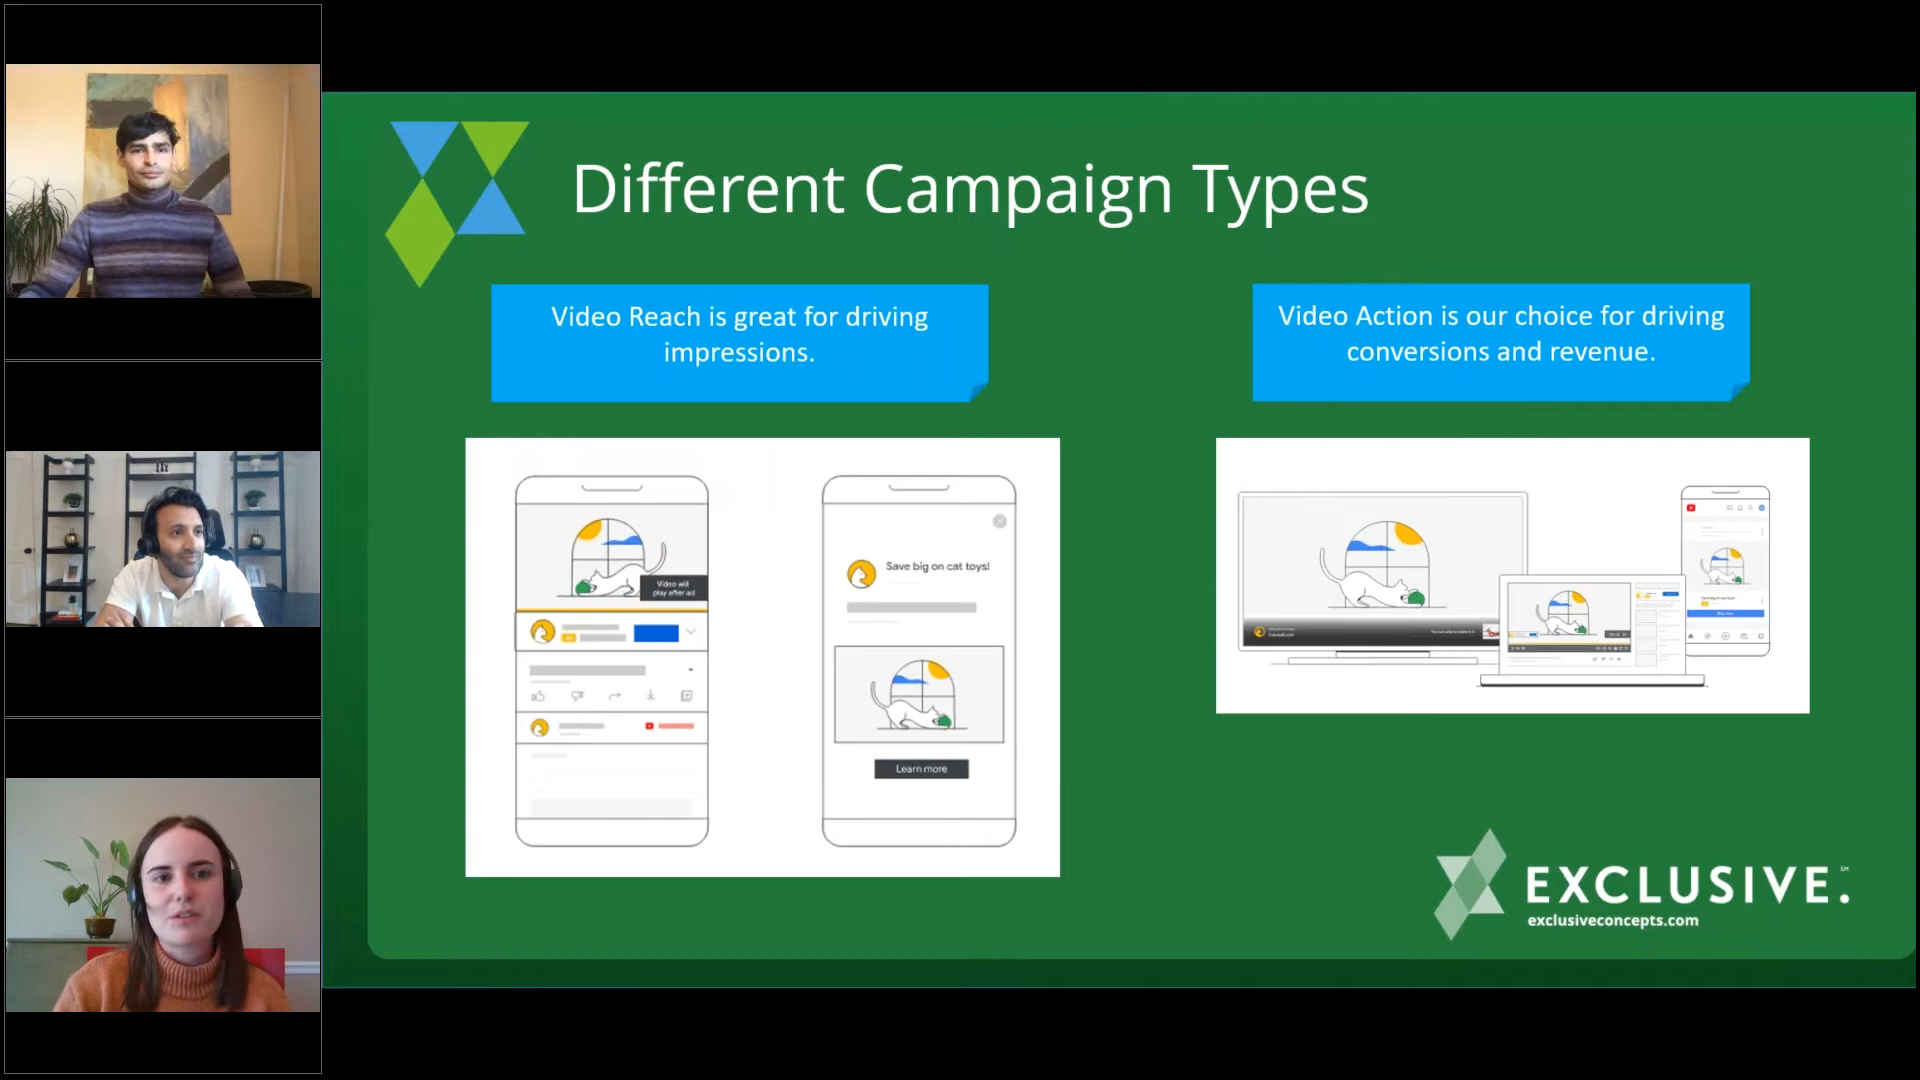 Different Campaign Types
Video Reach is great for driving
impressions.
Video Action is our choice for driving
conversions and revenue.
Video will
play after ad
Save big on cat toys!
Learn more
EXCLUSIVE.
SM
exclusiveconcepts.com